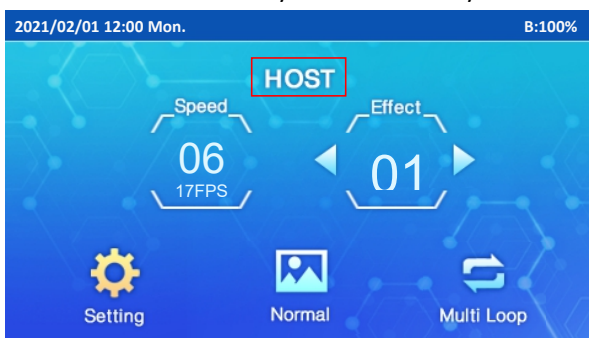 2021/02/01 12:00 Mon. B:100%
HOST
Speed Effect
06 01
17FPS
Setting Normal Multi Loop